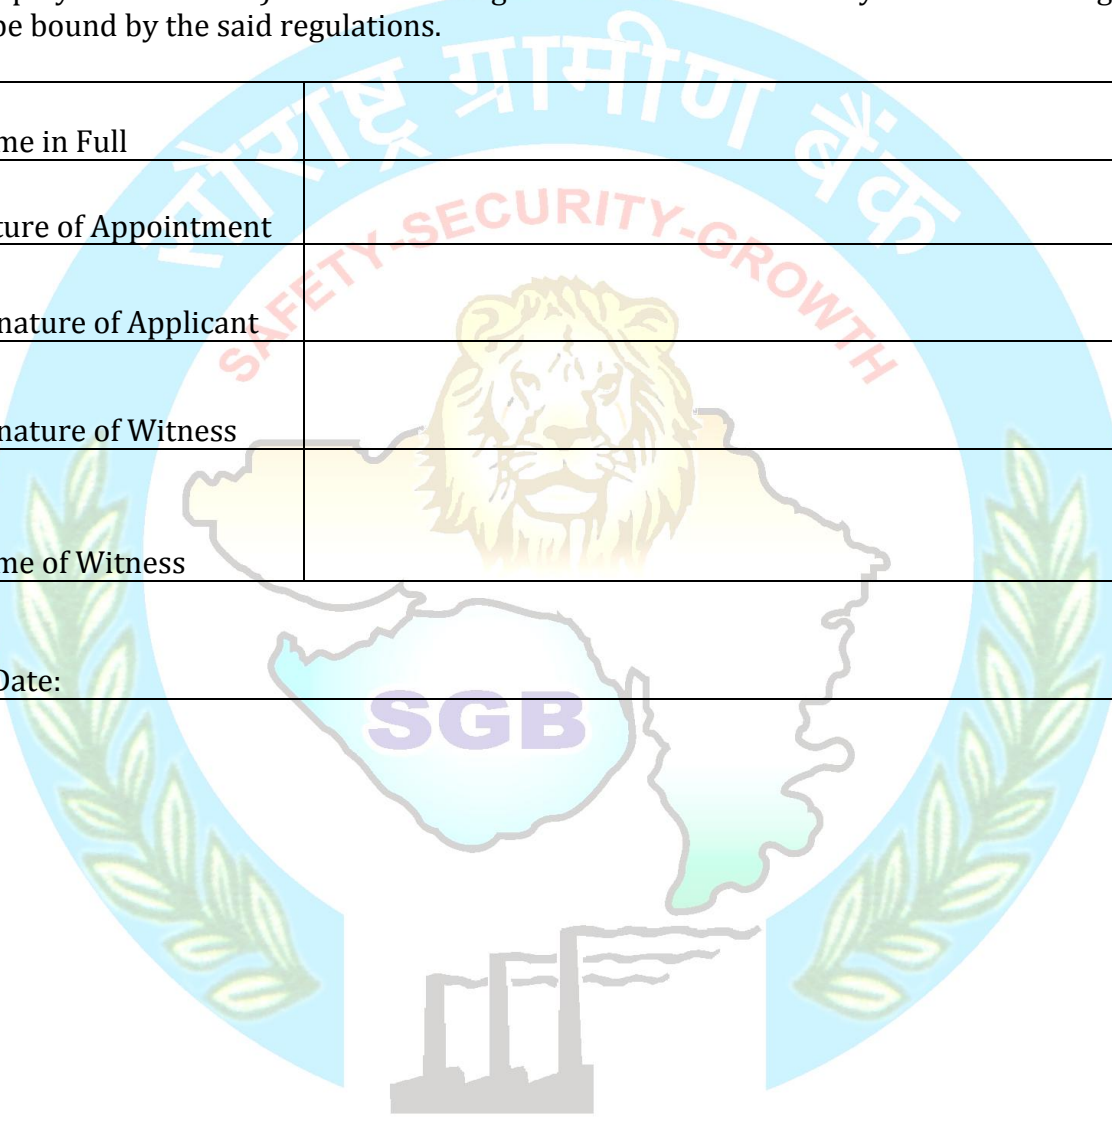 be bound by the said regulations.
सौराष्ट्र ग्रामीण बैंक
SAFETY-SECURITY-GROWTH
me in Full
ture of Appointment
nature of Applicant
nature of Witness
me of Witness
Date:
SGB